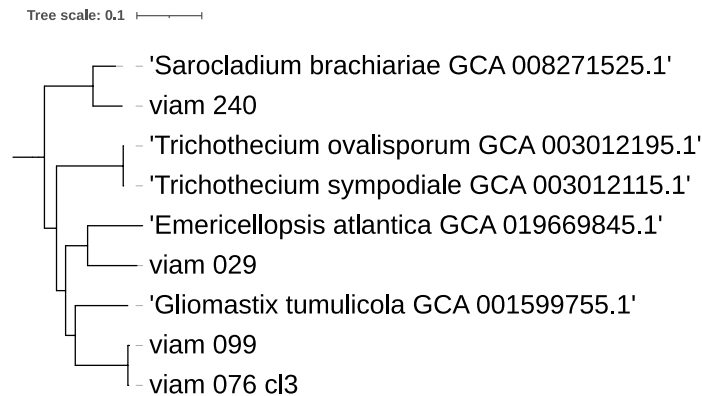 Tree scale: 0.1
'Sarocladium brachiariae GCA 008271525.1'
viam 240
'Trichothecium ovalisporum GCA 003012195.1'
'Trichothecium sympodiale GCA 003012115.1'
'Emericellopsis atlantica GCA 019669845.1'
viam 029
'Gliomastix tumulicola GCA 001599755.1'
viam 099
viam 076 cl3